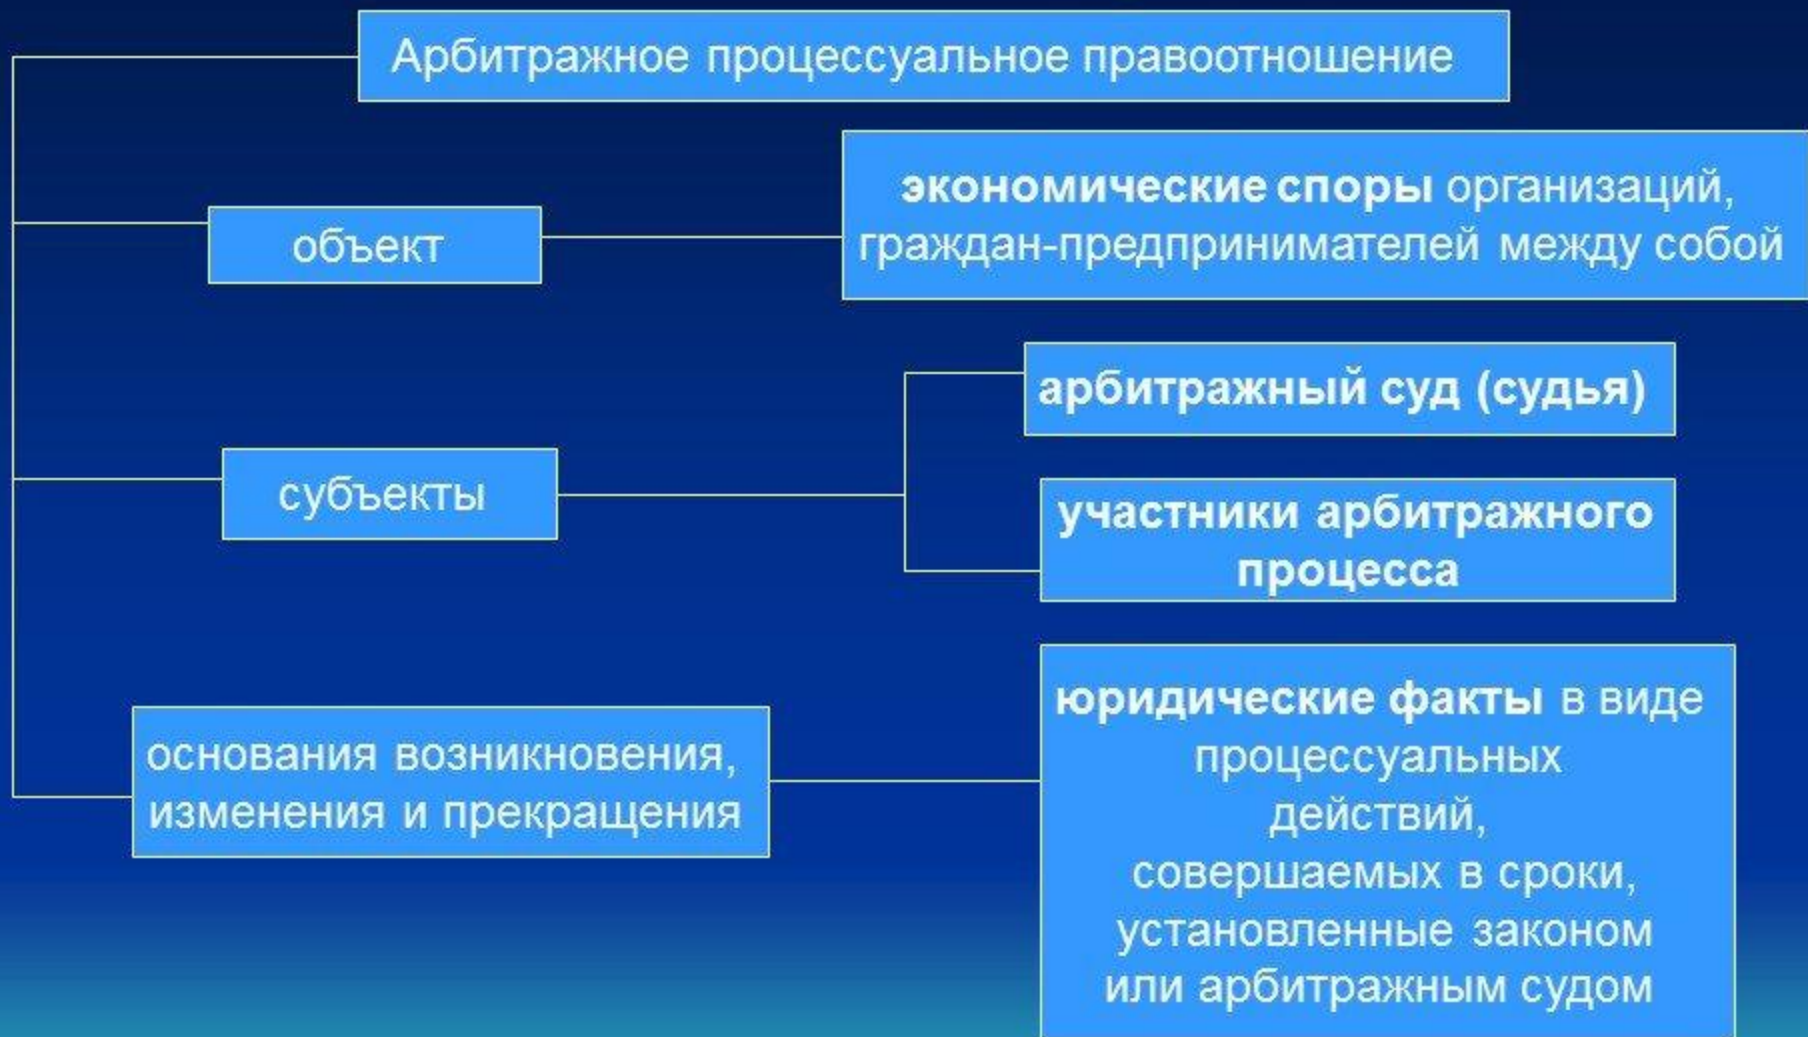 Арбитражное процессуальное правоотношение
экономические споры организаций,
граждан-предпринимателей между собой
объект
арбитражный суд (судья)
субъекты
участники арбитражного
процесса
основания возникновения,
изменения и прекращения
юридические факты в виде
процессуальных
действий,
совершаемых в сроки,
установленные законом
или арбитражным судом